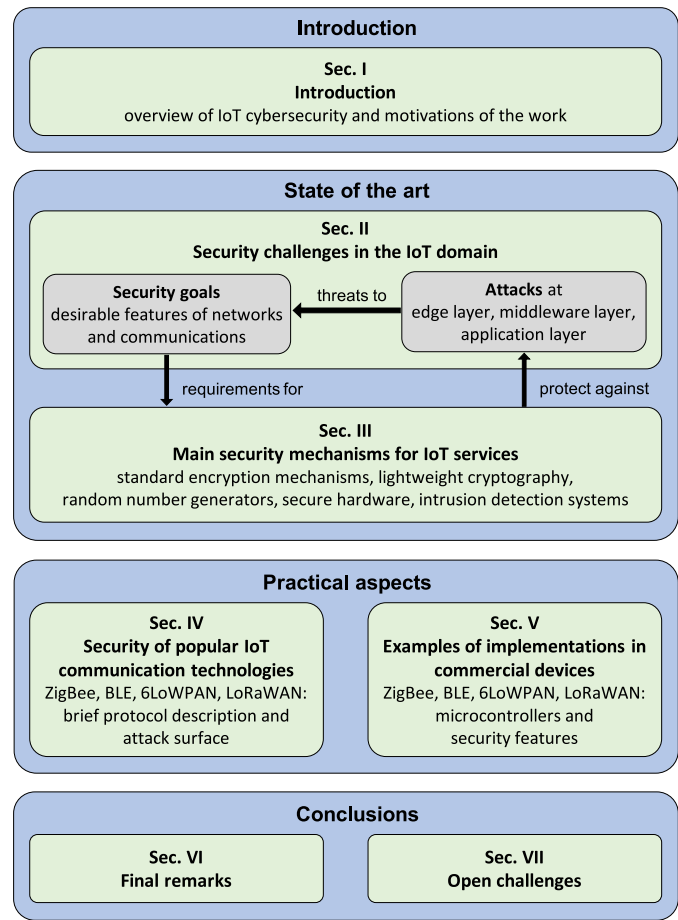 Introduction
Sec. I
Introduction
overview of IoT cybersecurity and motivations of the work
State of the art
Sec. II
Security challenges in the IoT domain
Security goals
desirable features of networks
and communications
threats to
Attacks at
edge layer, middleware layer,
application layer
requirements for
protect against
Sec. III
Main security mechanisms for IoT services
standard encryption mechanisms, lightweight cryptography,
random number generators, secure hardware, intrusion detection systems
Practical aspects
Sec. IV
Security of popular IoT
communication technologies
ZigBee, BLE, 6LoWPAN, LoRaWAN:
brief protocol description and
attack surface
Sec. V
Examples of implementations in
commercial devices
ZigBee, BLE, 6LoWPAN, LoRaWAN:
microcontrollers and
security features
Conclusions
Sec. VI
Final remarks
Sec. VII
Open challenges